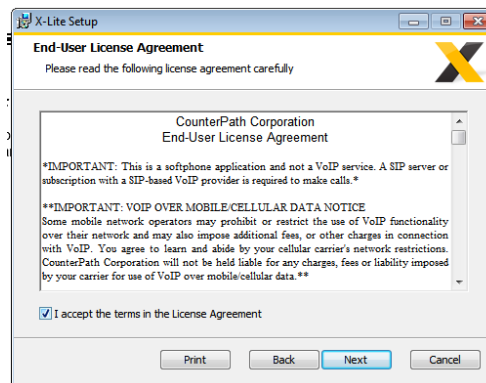 X-Lite Setup
End-User License Agreement
Please read the following license agreement carefully
CounterPath Corporation
End-User License Agreement
*IMPORTANT: This is a softphone application and not a VoIP service. A SIP server or
subscription with a SIP-based VoIP provider is required to make calls.*
**IMPORTANT: VOIP OVER MOBILE/CELLULAR DATA NOTICE
Some mobile network operators may prohibit or restrict the use of VoIP functionality
over their network and may also impose additional fees, or other charges in connection
with VoIP. You agree to learn and abide by your cellular carrier's network restrictions.
CounterPath Corporation will not be held liable for any charges, fees or liability imposed
by your carrier for use of VoIP over mobile/cellular data.**
I accept the terms in the License Agreement
Print
Back
Next
Cancel